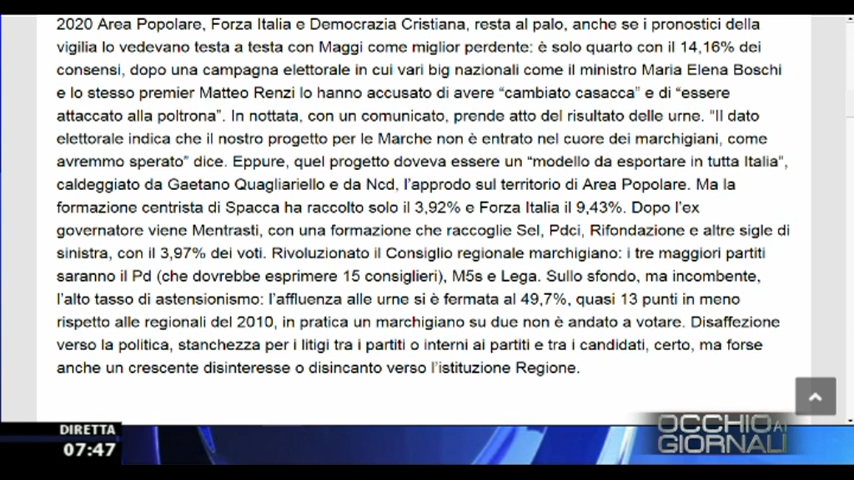 2020 Area Popolare, Forza Italia e Democrazia Cristiana, resta al palo, anche se i pronostici della
vigilia lo vedevano testa a testa con Maggi come miglior perdente: è solo quarto con il 14,16% dei
consensi, dopo una campagna elettorale in cui vari big nazionali come il ministro Maria Elena Boschi
e lo stesso premier Matteo Renzi lo hanno accusato di avere “cambiato casacca” e di “essere
attaccato alla poltrona”. In nottata, con un comunicato, prende atto del risultato delle urne. “Il dato
elettorale indica che il nostro progetto per le Marche non è entrato nel cuore dei marchigiani, come
avremmo sperato” dice. Eppure, quel progetto doveva essere un “modello da esportare in tutta Italia”,
caldeggiato da Gaetano Quagliariello e da Ncd, l’approdo sul territorio di Area Popolare. Ma la
formazione centrista di Spacca ha raccolto solo il 3,92% e Forza Italia il 9,43%. Dopo l’ex
governatore viene Mentrasti, con una formazione che raccoglie Sel, Pdci, Rifondazione e altre sigle di
sinistra, con il 3,97% dei voti. Rivoluzionato il Consiglio regionale marchigiano: i tre maggiori partiti
saranno il Pd (che dovrebbe esprimere 15 consiglieri), M5s e Lega. Sullo sfondo, ma incombente,
l’alto tasso di astensionismo: l’affluenza alle urne si è fermata al 49,7%, quasi 13 punti in meno
rispetto alle regionali del 2010, in pratica un marchigiano su due non è andato a votare. Disaffezione
verso la politica, stanchezza per i litigi tra i partiti o interni ai partiti e tra i candidati, certo, ma forse
anche un crescente disinteresse o disincanto verso l’istituzione Regione.
DIRETTA
07:47
OCCHIO AI
GIORNALI